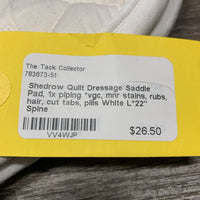 The Tack Collector
783673-51
Shedrow Quilt Dressage Saddle
Pad, 1x piping *vgc, mnr stains, rubs,
hair, cut tabs, pills White L*22"
Spine
VV4WJP
$26.50